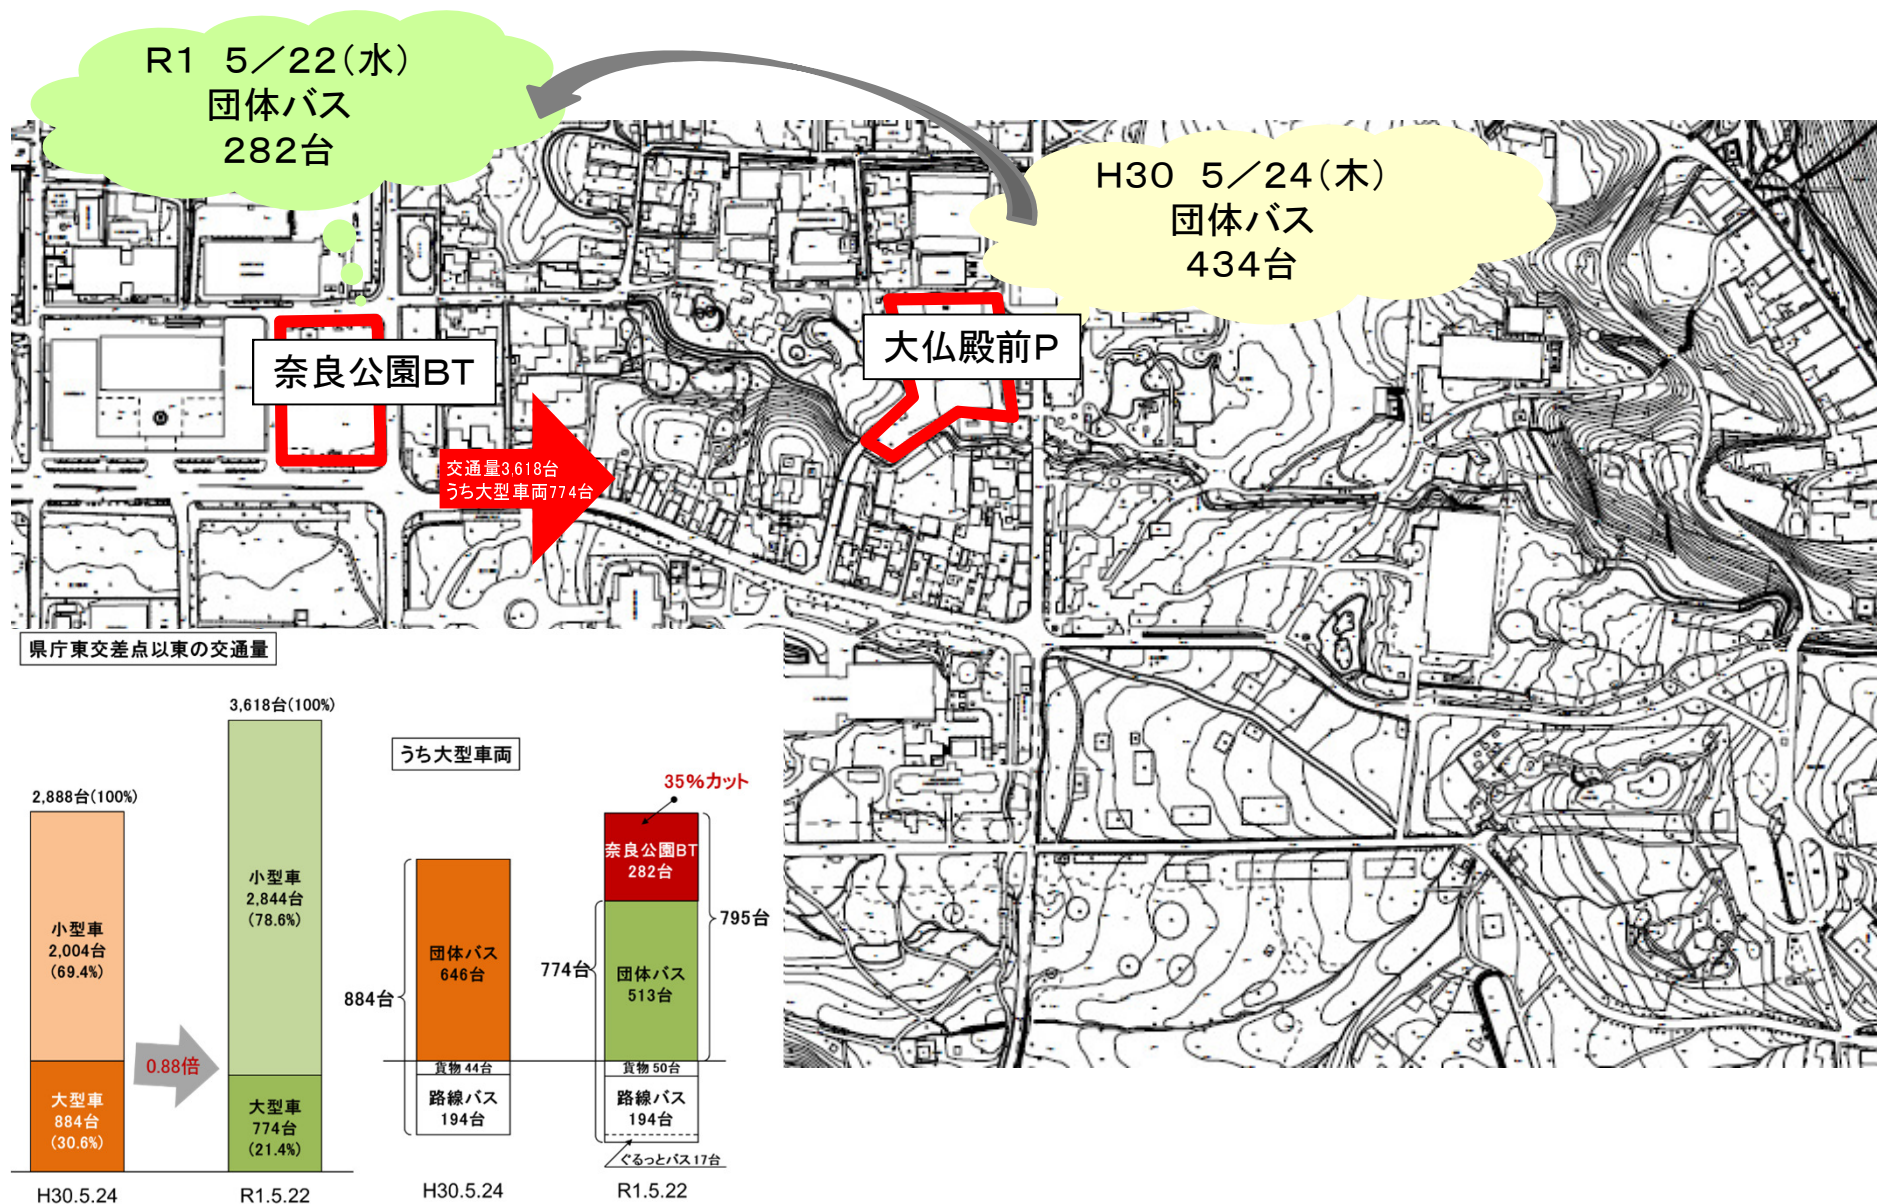 R1　5／22（水）
団体バス
282台
H30　5／24（木）
団体バス
434台
奈良公園BT
大仏殿前P
交通量3,618台
うち大型車両774台
県庁東交差点以東の交通量
3,618台(100%)
2,888台(100%)
小型車
2,004台
(69.4%)
大型車
884台
(30.6%)
0.88倍
小型車
2,844台
(78.6%)
大型車
774台
(21.4%)
H30.5.24
R1.5.22
うち大型車両
35%カット
884台
団体バス
646台
貨物 44台
路線バス
194台
奈良公園BT
282台
795台
774台
団体バス
513台
貨物 50台
路線バス
194台
ぐるっとバス17台
H30.5.24
R1.5.22